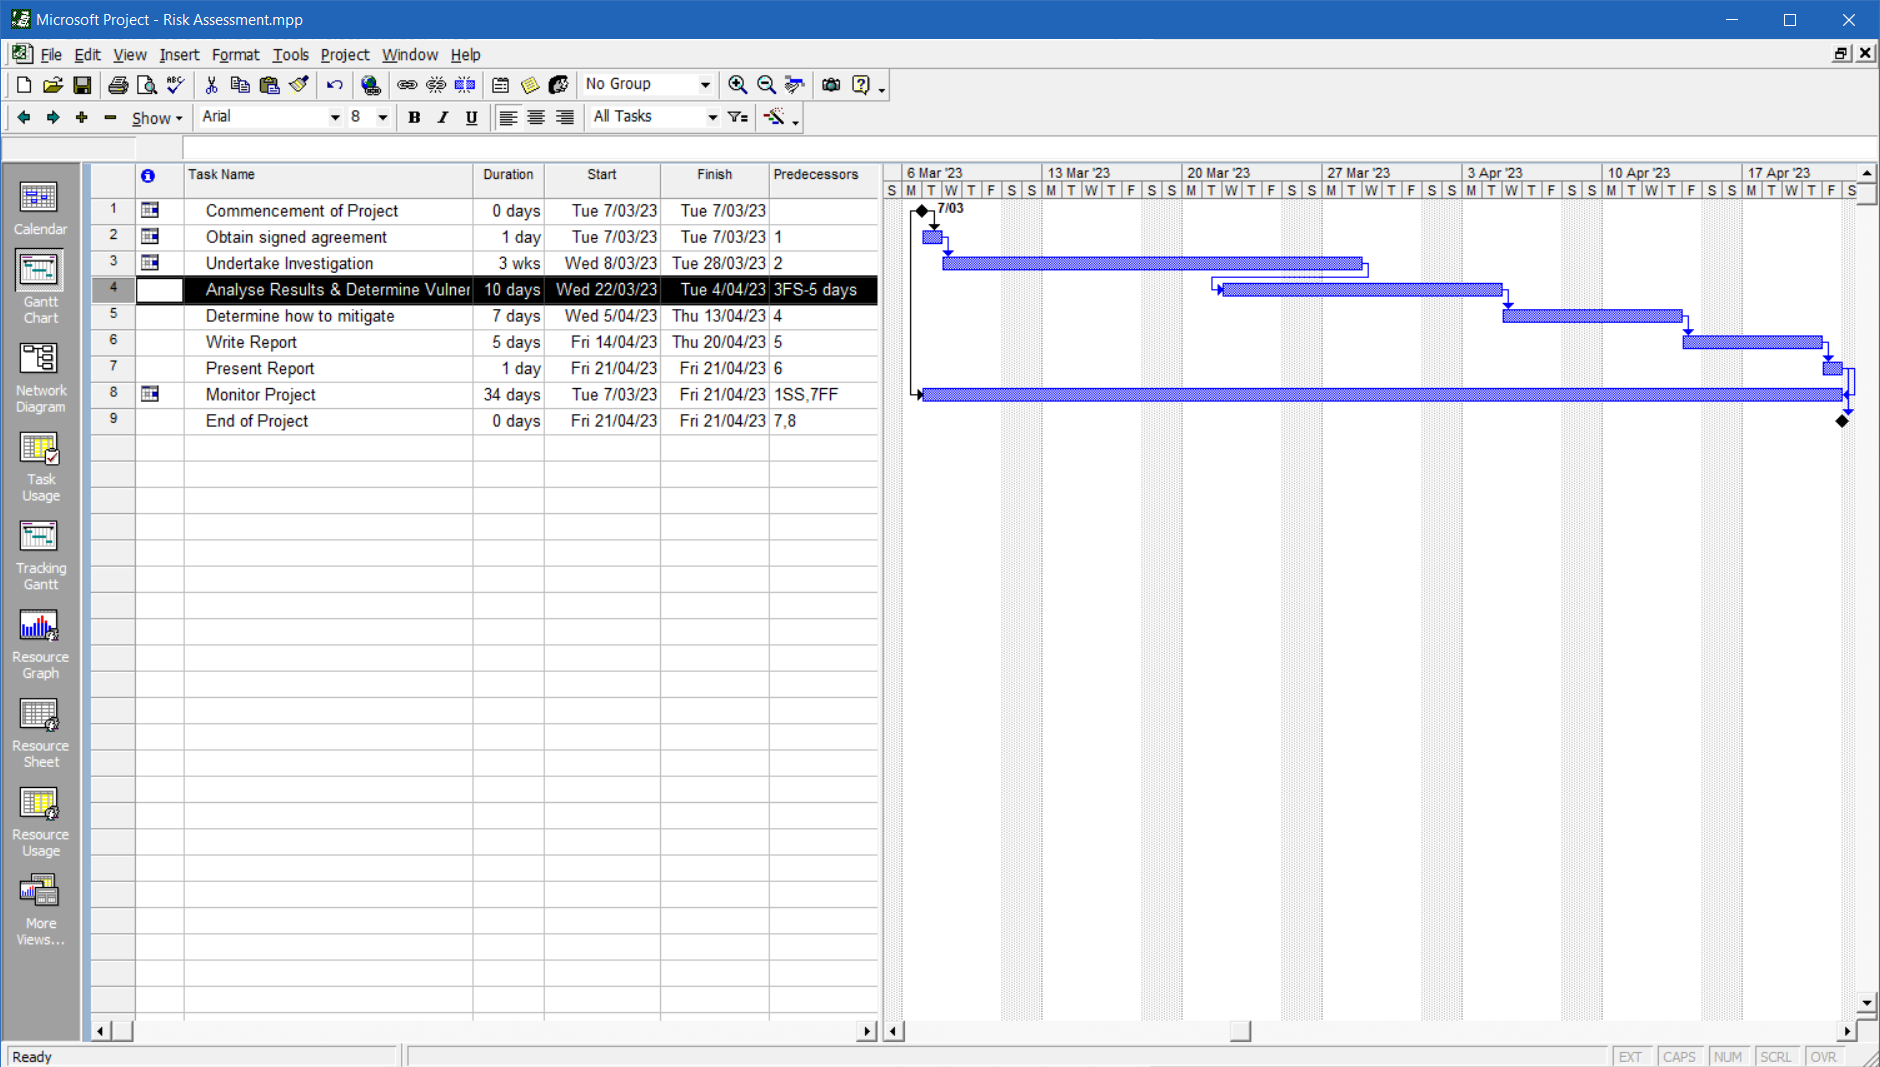 Microsoft Project - Risk Assessment.mpp
File Edit View Insert Format Tools Project Window Help
No Group
Show Arial 8 B I U All Tasks
Task Name Duration Start Finish Predecessors
1 Commencement of Project 0 days Tue 7/03/23 Tue 7/03/23
2 Obtain signed agreement 1 day Tue 7/03/23 Tue 7/03/23 1
3 Undertake Investigation 3 wks Wed 8/03/23 Tue 28/03/23 2
4 Analyse Results & Determine Vulner 10 days Wed 22/03/23 Tue 4/04/23 3FS-5 days
5 Determine how to mitigate 7 days Wed 5/04/23 Thu 13/04/23 4
6 Write Report 5 days Fri 14/04/23 Thu 20/04/23 5
7 Present Report 1 day Fri 21/04/23 Fri 21/04/23 6
8 Monitor Project 34 days Tue 7/03/23 Fri 21/04/23 1SS,7FF
9 End of Project 0 days Fri 21/04/23 Fri 21/04/23 7,8
6 Mar '23 13 Mar '23 20 Mar '23 27 Mar '23 3 Apr '23 10 Apr '23 17 Apr '23
S M T W T F S S M T W T F S S M T W T F S S M T W T F S S M T W T F S S M T W T F S S M T W T F S
7/03
Calendar
Gantt
Chart
Network
Diagram
Task
Usage
Tracking
Gantt
Resource
Graph
Resource
Sheet
Resource
Usage
More
Views...
Ready
EXT CAPS NUM SCRL OVR